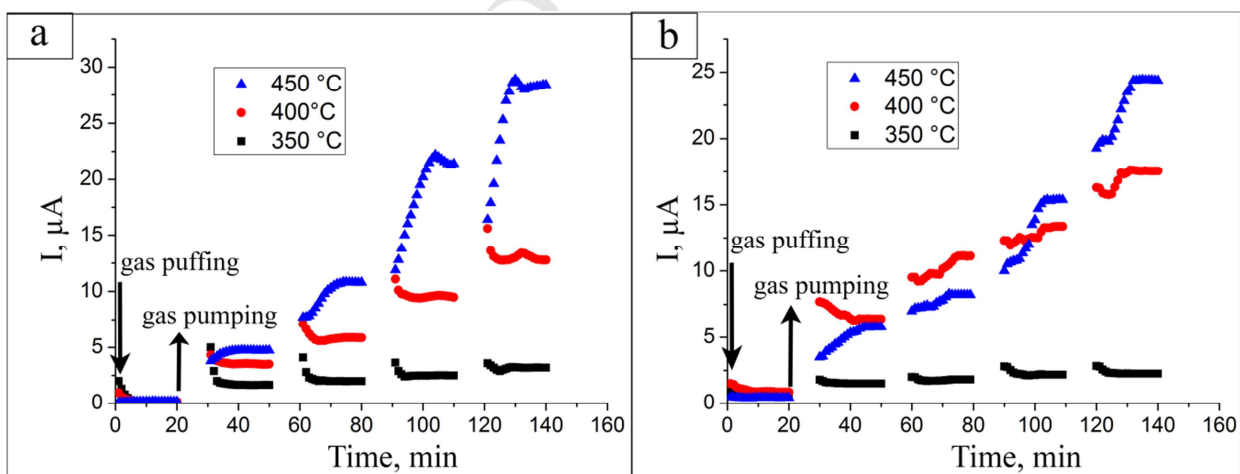 a
30
25
20
15
10
5
0
I, μA
450 °C
400°C
350 °C
gas puffing
gas pumping
0 20 40 60 80 100 120 140 160
Time, min
b
25
20
15
10
5
0
I, μA
450 °C
400 °C
350 °C
gas puffing
gas pumping
0 20 40 60 80 100 120 140 160
Time, min